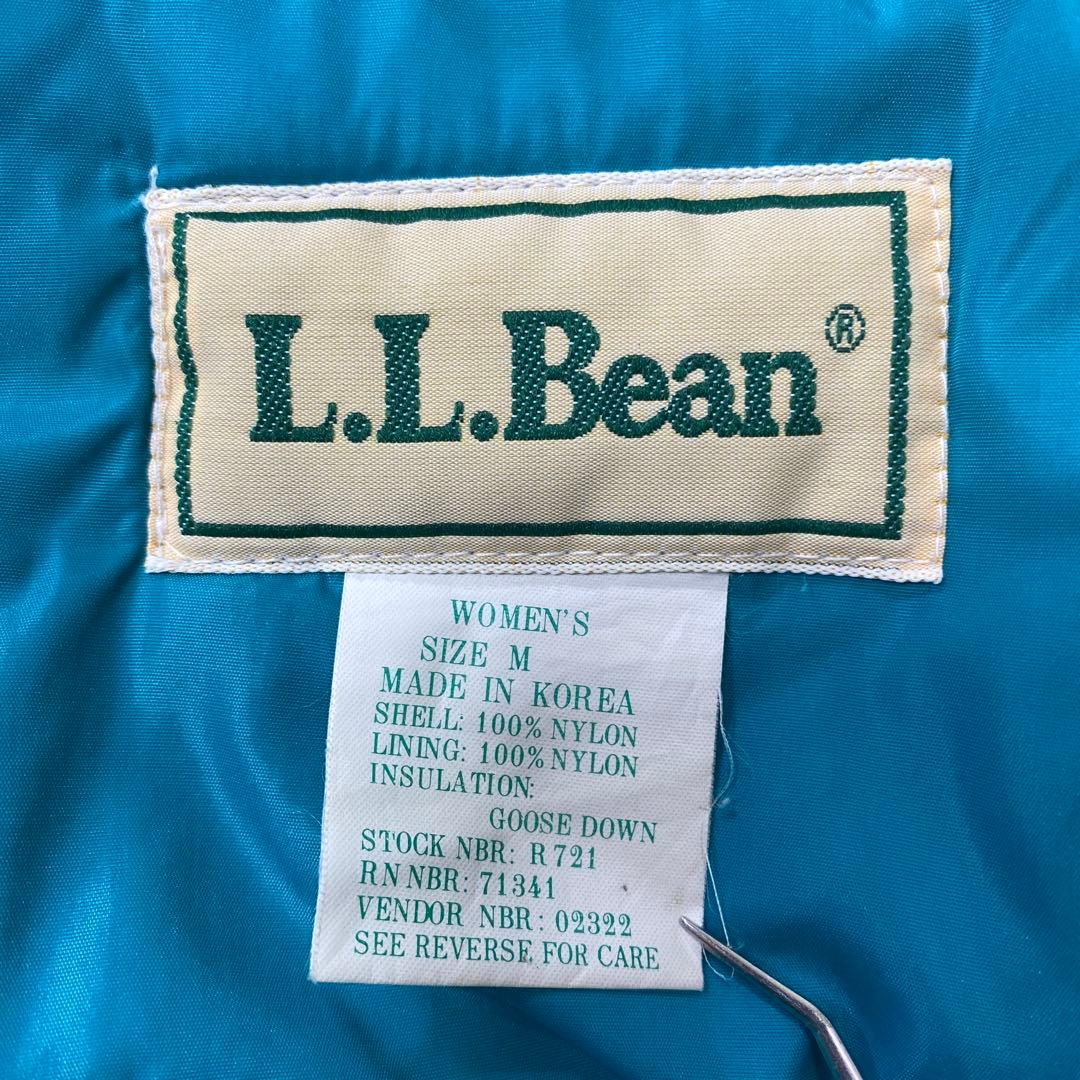 L.L.Bean®
WOMEN'S
SIZE M
MADE IN KOREA
SHELL: 100% NYLON
LINING: 100% NYLON
INSULATION:
GOOSE DOWN
STOCK NBR: R721
RN NBR: 71341
VENDOR NBR: 02322
SEE REVERSE FOR CARE